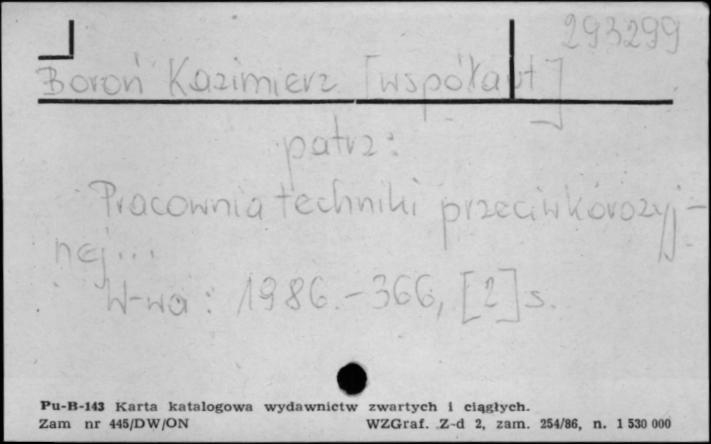 293299
Boroń Kazimierz [współaut]
patrz:
Pracownia techniki przeciwkorozyj-
nej...
W-wa : 1986.-366, [2] s.
Pu-B-143 Karta katalogowa wydawnictw zwartych i ciągłych.
Zam nr 445/DW/ON WZGraf. Z-d 2, zam. 254/86, n. 1 530 000